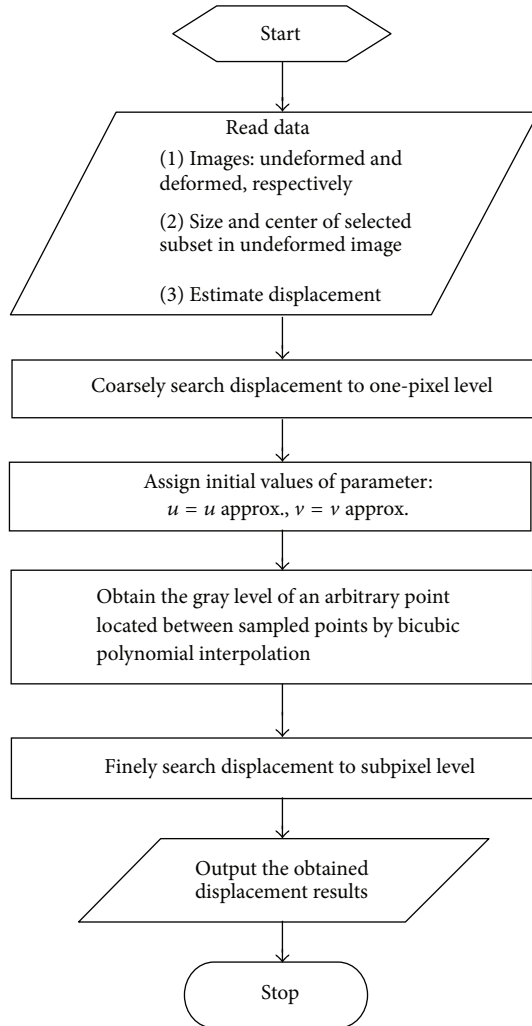 Start
Read data
(1) Images: undeformed and
deformed, respectively
(2) Size and center of selected
subset in undeformed image
(3) Estimate displacement
Coarsely search displacement to one-pixel level
Assign initial values of parameter:
u = u approx., v = v approx.
Obtain the gray level of an arbitrary point
located between sampled points by bicubic
polynomial interpolation
Finely search displacement to subpixel level
Output the obtained
displacement results
Stop